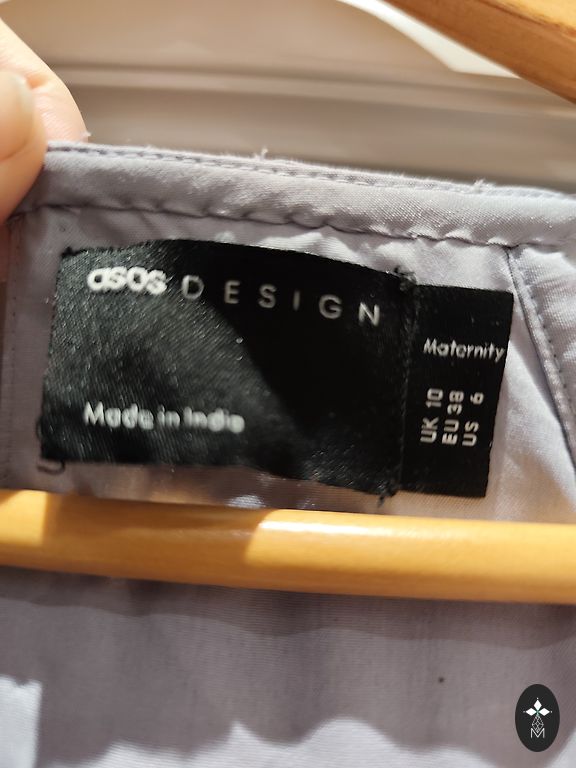 asos DESIGN
Made in India
Maternity
UK 10
EU 38
US 6
M